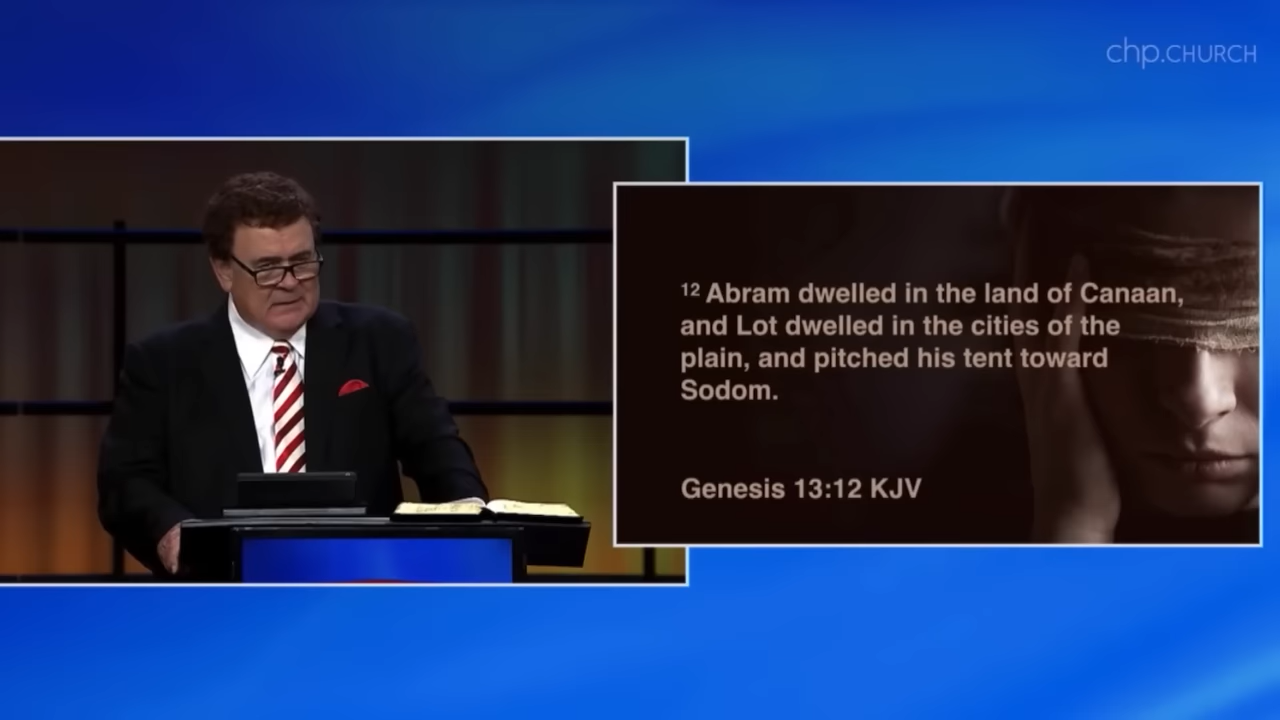 chp.CHURCH
12 Abram dwelled in the land of Canaan,
and Lot dwelled in the cities of the
plain, and pitched his tent toward
Sodom.
Genesis 13:12 KJV